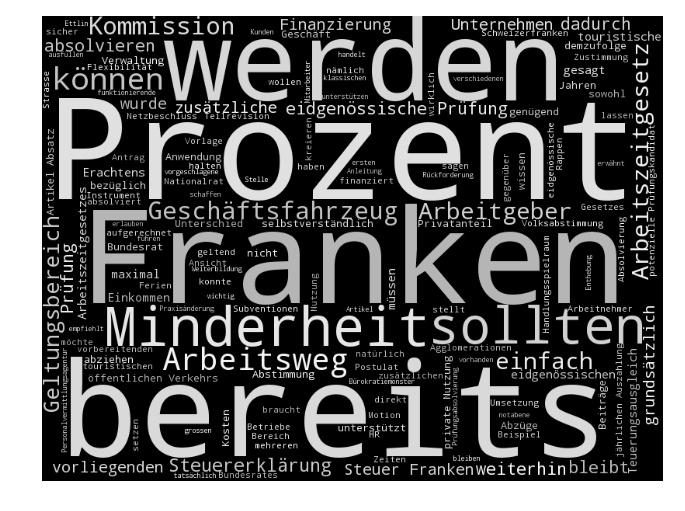 Ettlin
Kommission
Finanzierung
Kunden
Geschäft
Schweizerfranken
Unternehmen
dadurch
touristische
sicher
absolvieren
ausfüllen
Verwaltung
Flexibilität
können
Werden
handelt
nämlich
klassischen
unterstützen
wollen
Mitarbeiter
wirklich
verschiedenen
demzufolge
Zustimmung
gesagt
Jahren
sowohl
Strasse
funktionierende
wurde
zusätzliche
eidgenössische
Prüfung
genügend
lassen
Netzbeschluss
Teilrevision
kreieren
Artikel Absatz
Prozent
Antrag
Vorlage
Anwendung
halten
vorgeschlagene
Nationalrat
schaffen
Stelle
haben
ersten
Anleitung
finanziert
sagen
Rückforderung
gegenüber
wissen
eidgenössische
Rappen
erwähnt
Arbeitszeitgesetz
potenzielle Prüfungskandidat
Erachtens
bezüglich
Instrument
absolviert
Arbeitszeitgesetzes
Geschäftsfahrzeug
Arbeitgeber
Gesetzes
erlauben
aufgerechnet
führen
Bundesrat
Unterschied
selbstverständlich
Privatanteil
Volksabstimmung
Franken
geltend
nicht
Ansicht
Weiterbildung
konnte
wichtig
maximal
Ferien
Einkommen
Praxisänderung
Subventionen
Nutzung
Artikel
müssen
stellt
Handlungsspielraum
Arbeitnehmer
Enthebung
Absolvierung
Geltungsbereich
Prüfung
empfiehlt
möchte
Minderheit
sollten
grundsätzlich
vorbereitenden
abziehen
touristischen
Arbeitsweg
natürlich
Agglomerationen
vorhanden
einfach
öffentlichen Verkehrs
Abstimmung
Postulat
Bürokratiemonster
zusätzlichen
eidgenössischen
Personalvermittlungsagentur
bereits
braucht
direkt
Motion
Betriebe
unterstützt
Bereich
HR
mehreren
grossen
setzen
Kosten
private Nutzung
Prüfungsabsolvierung
Umsetzung
notabene
Abzüge
Beispiel
Beiträge
jährlichen Auszahlung
Teuerungsausgleich
vorliegenden
Steuererklärung
tatsächlich
Bundesrates
Zeiten
Steuer Franken
bleiben
weiterhin
bleibt